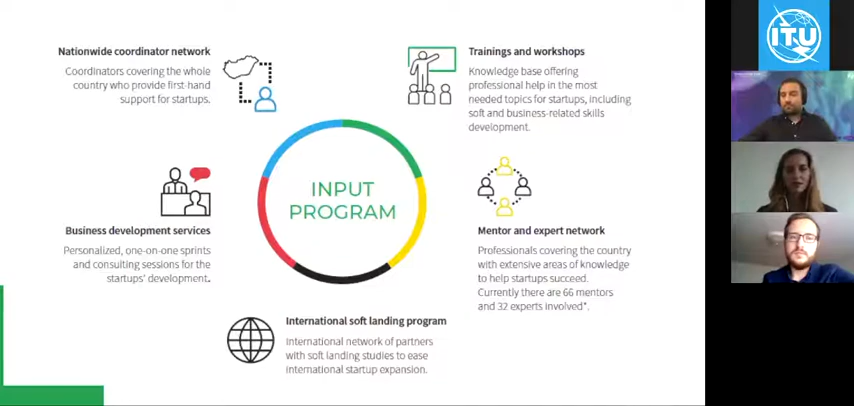 Nationwide coordinator network
Coordinators covering the whole
country who provide first-hand
support for startups.
Trainings and workshops
Knowledge base offering
professional help in the most
needed topics for startups, including
soft and business-related skills
development.
INPUT
PROGRAM
Business development services
Personalized, one-on-one sprints
and consulting sessions for the
startups' development.
Mentor and expert network
Professionals covering the country
with extensive areas of knowledge
to help startups succeed.
Currently there are 66 mentors
and 32 experts involved*.
International soft landing program
International network of partners
with soft landing studies to ease
international startup expansion.
ITU